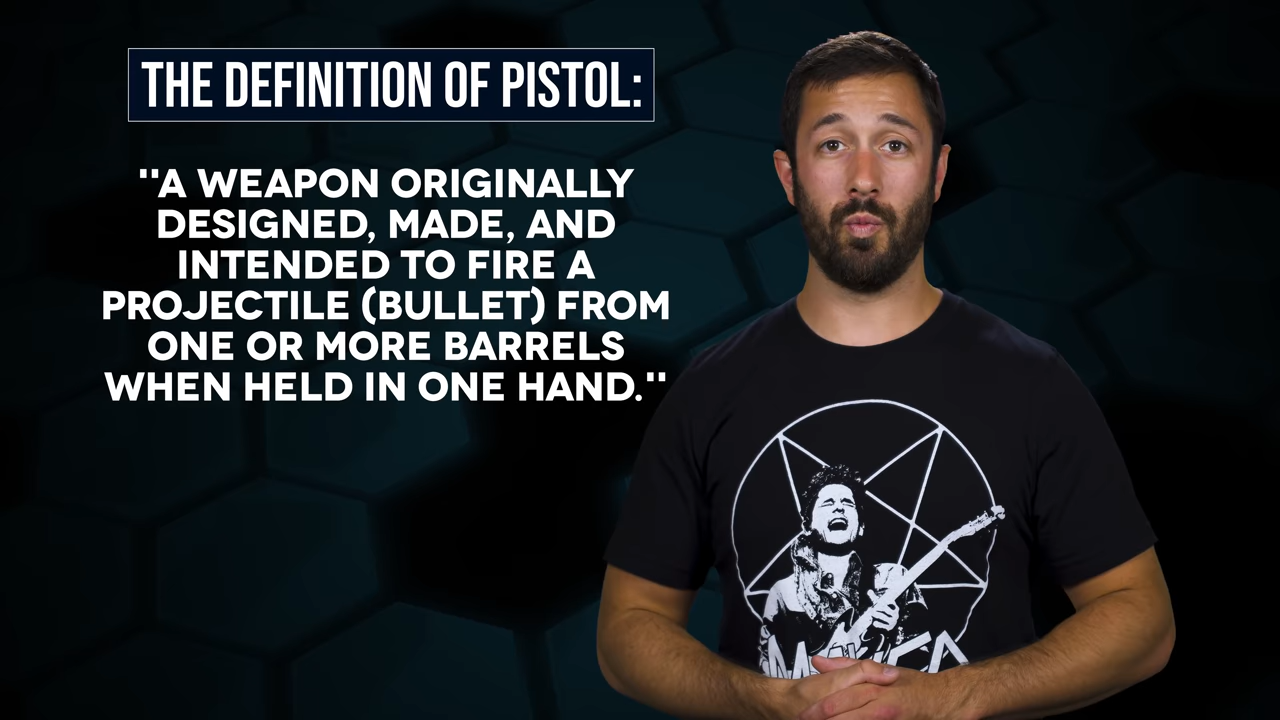 THE DEFINITION OF PISTOL:
"A WEAPON ORIGINALLY
DESIGNED, MADE, AND
INTENDED TO FIRE A
PROJECTILE (BULLET) FROM
ONE OR MORE BARRELS
WHEN HELD IN ONE HAND."